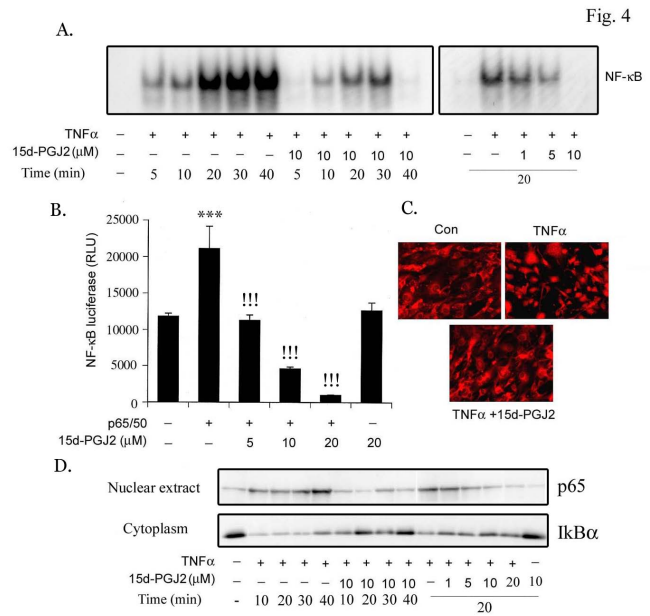 Fig. 4
A.
NF-κB
TNFα – + + + + + + + + + + – + + + +
15d-PGJ2 (μM) – – – – – – 10 10 10 10 10 – – 1 5 10
Time (min) – 5 10 20 30 40 5 10 20 30 40 20
B.
NF-κB luciferase (RLU)
25000
20000
15000
10000
5000
0
***
!!!
!!!
!!!
p65/50 – + + + + –
15d-PGJ2 (μM) – – 5 10 20 20
C.
Con
TNFα
TNFα +15d-PGJ2
D.
Nuclear extract
p65
Cytoplasm
IkBα
TNFα – + + + + + + + + + + + + + –
15d-PGJ2 (μM) – – – – – 10 10 10 10 – 1 5 10 20 10
Time (min) - 10 20 30 40 10 20 30 40 20